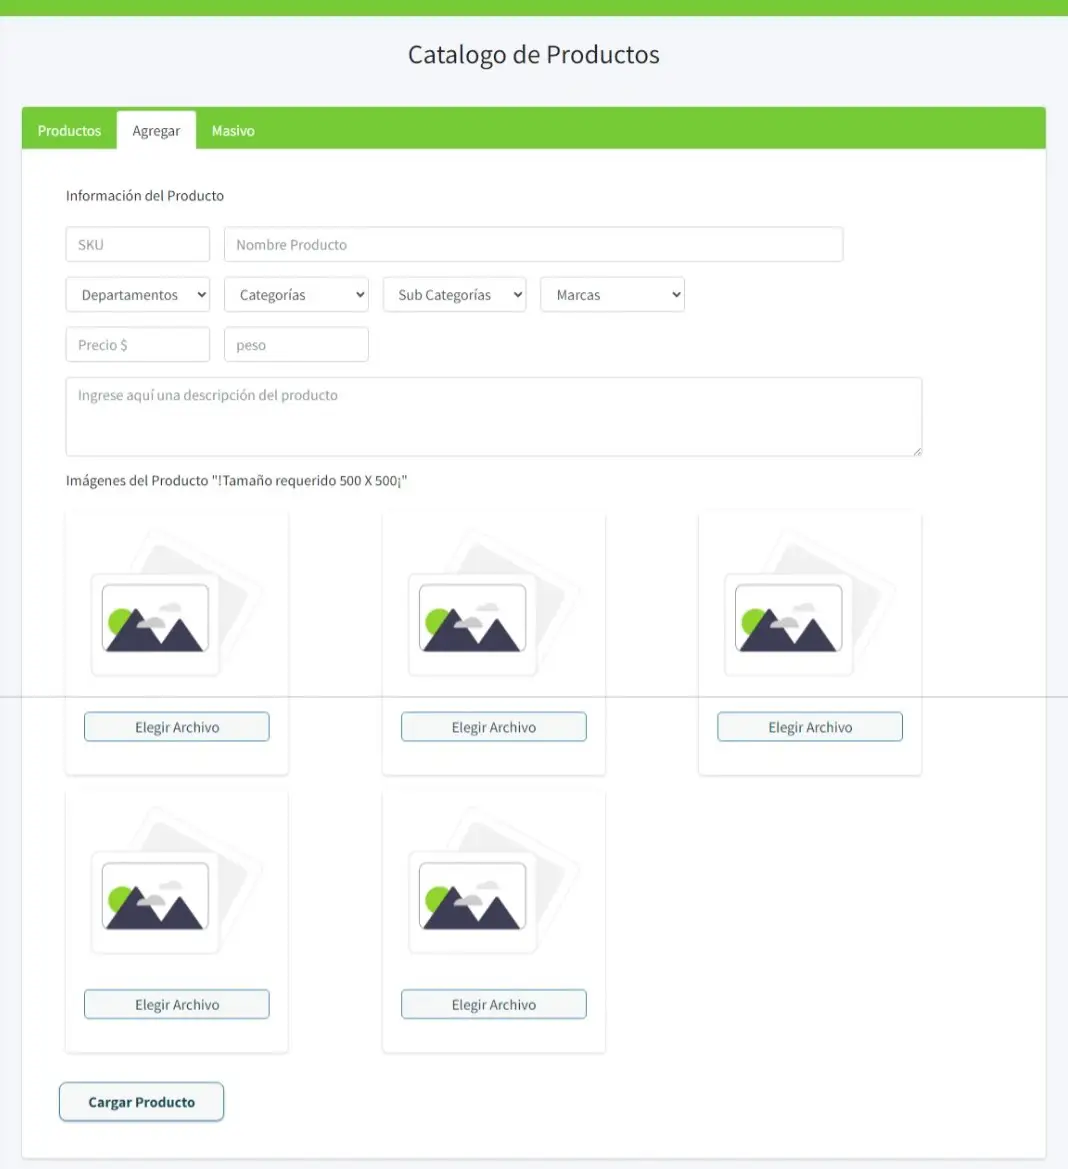 Catalogo de Productos
Productos Agregar Masivo
Información del Producto
SKU Nombre Producto
Departamentos Categorías Sub Categorías Marcas
Precio $ peso
Ingrese aquí una descripción del producto
Imágenes del Producto "!Tamaño requerido 500 X 500¡"
Elegir Archivo Elegir Archivo Elegir Archivo
Elegir Archivo Elegir Archivo
Cargar Producto